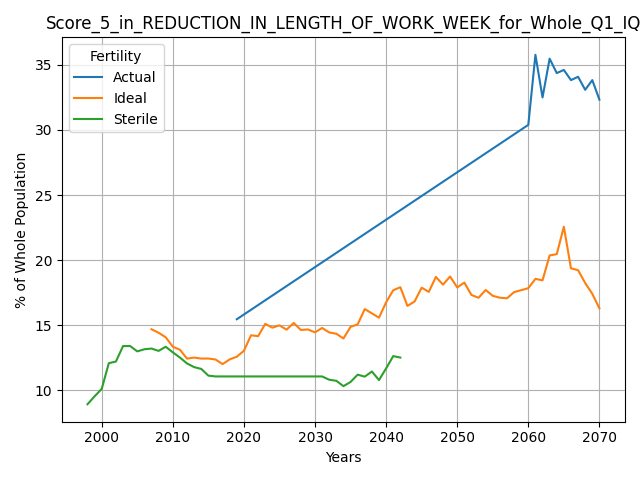 Score_5_in_REDUCTION_IN_LENGTH_OF_WORK_WEEK_for_Whole_Q1_IQ
Fertility
Actual
Ideal
Sterile
% of Whole Population
35
30
25
20
15
10
2000 2010 2020 2030 2040 2050 2060 2070
Years